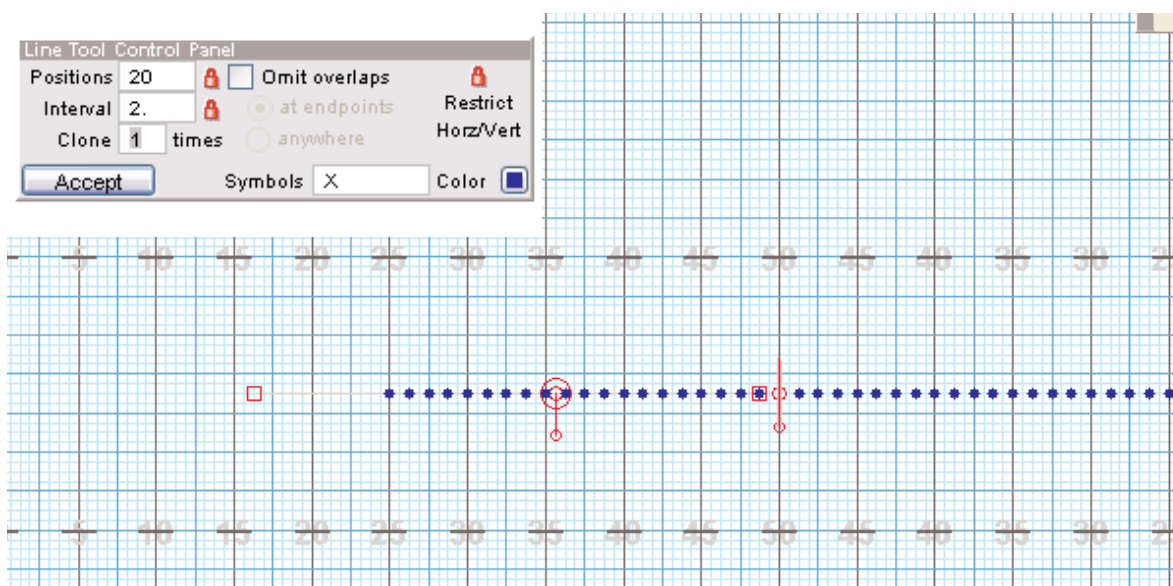 Line Tool Control Panel
Positions 20 Omit overlaps
Interval 2. at endpoints Restrict
Clone 1 times anywhere Horz/Vert
Accept Symbols X Color
5 10 15 20 25 30 35 40 45 50 45 40 35 30 2
5 10 15 20 25 30 35 40 45 50 45 40 35 30 2